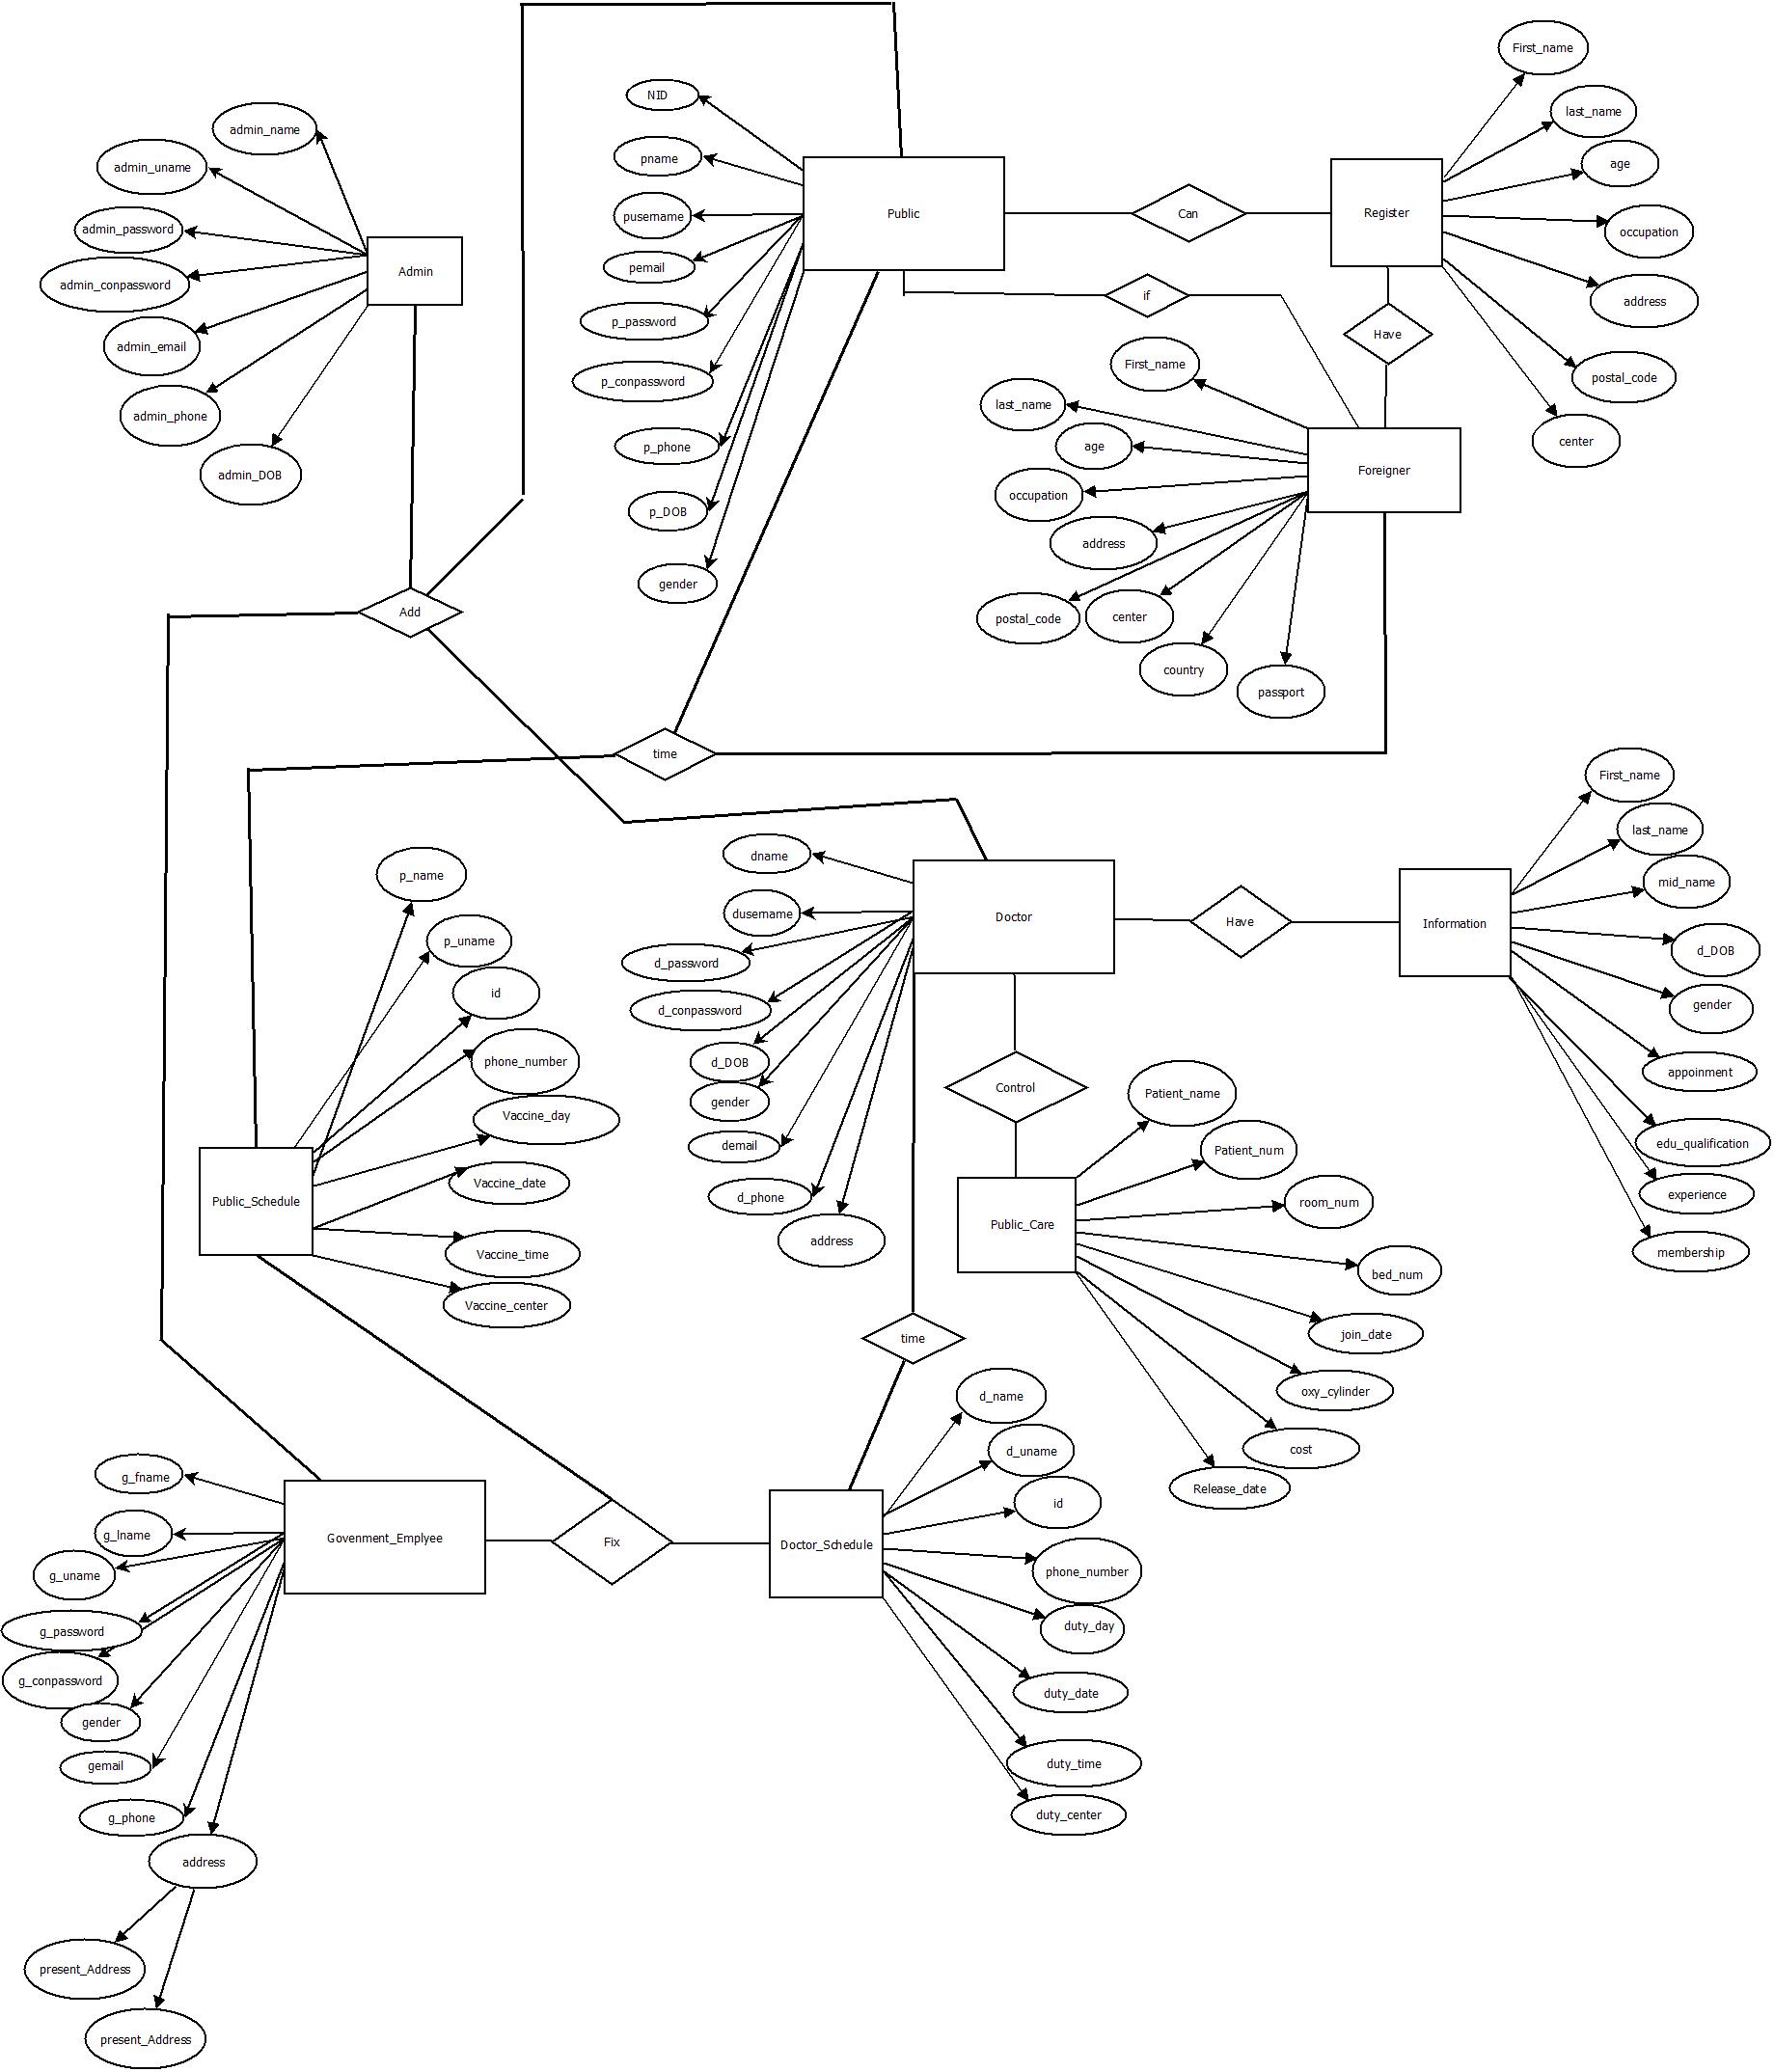 Admin
admin_name
admin_uname
admin_password
admin_conpassword
admin_email
admin_phone
admin_DOB
Public
NID
pname
pusername
pemail
p_password
p_conpassword
p_phone
p_DOB
gender
Can
Register
First_name
last_name
age
occupation
address
postal_code
center
if
Have
Foreigner
First_name
last_name
age
occupation
address
postal_code
center
country
passport
Add
time
Public_Schedule
p_name
p_uname
id
phone_number
Vaccine_day
Vaccine_date
Vaccine_time
Vaccine_center
Doctor
dname
dusername
d_password
d_conpassword
d_DOB
gender
demail
d_phone
address
Have
Information
First_name
last_name
mid_name
d_DOB
gender
appoinment
edu_qualification
experience
membership
Control
Public_Care
Patient_name
Patient_num
room_num
bed_num
join_date
oxy_cylinder
cost
Release_date
time
Govenment_Emplyee
g_fname
g_lname
g_uname
g_password
g_conpassword
gender
gemail
g_phone
address
present_Address
present_Address
Fix
Doctor_Schedule
d_name
d_uname
id
phone_number
duty_day
duty_date
duty_time
duty_center